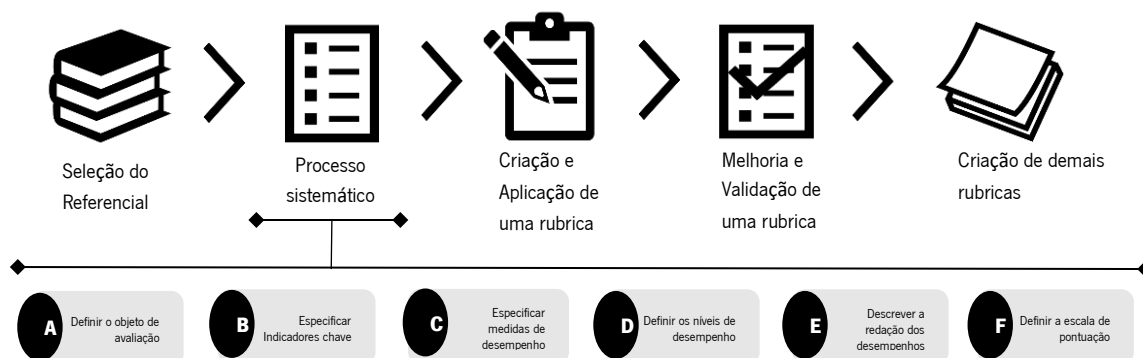 Seleção do
Referencial
Processo
sistemático
Criação e
Aplicação de
uma rubrica
Melhoria e
Validação de
uma rubrica
Criação de demais
rubricas
A
Definir o objeto de
avaliação
B
Especificar
Indicadores chave
C
Especificar
medidas de
desempenho
D
Definir os níveis de
desempenho
E
Descrever a
redação dos
desempenhos
F
Definir a escala de
pontuação